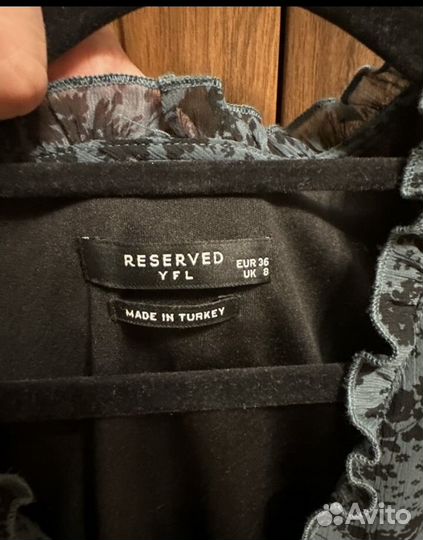 RESERVED
YFL
EUR 36
UK 8
MADE IN TURKEY
Avito